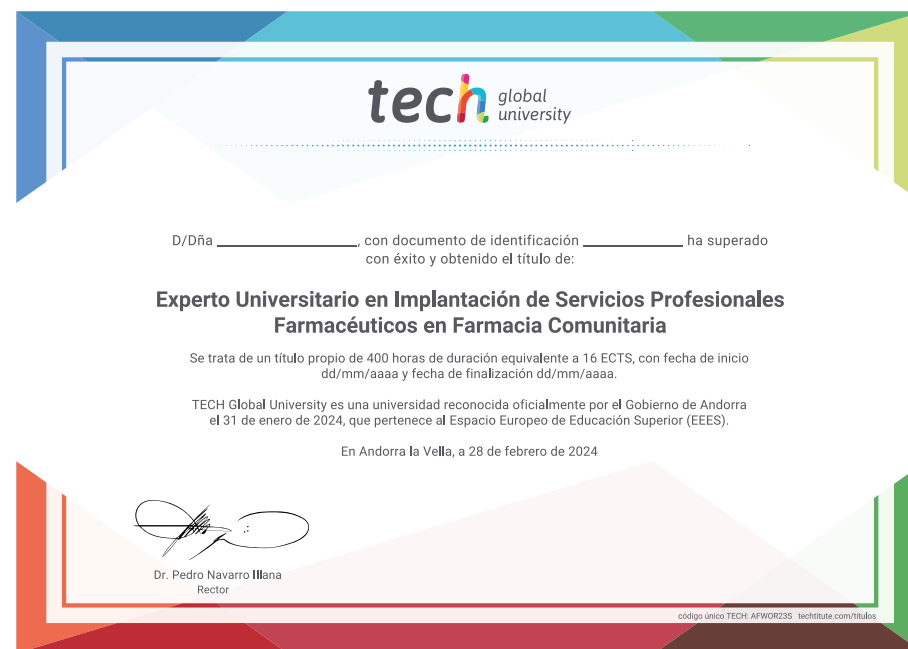 tech global university
D/Dña ____________, con documento de identificación ____________ ha superado
con éxito y obtenido el título de:
Experto Universitario en Implantación de Servicios Profesionales
Farmacéuticos en Farmacia Comunitaria
Se trata de un título propio de 400 horas de duración equivalente a 16 ECTS, con fecha de inicio
dd/mm/aaaa y fecha de finalización dd/mm/aaaa.
TECH Global University es una universidad reconocida oficialmente por el Gobierno de Andorra
el 31 de enero de 2024, que pertenece al Espacio Europeo de Educación Superior (EEES).
En Andorra la Vella, a 28 de febrero de 2024
Dr. Pedro Navarro Illana
Rector
código único TECH: AFWOR23S techtitute.com/titulos